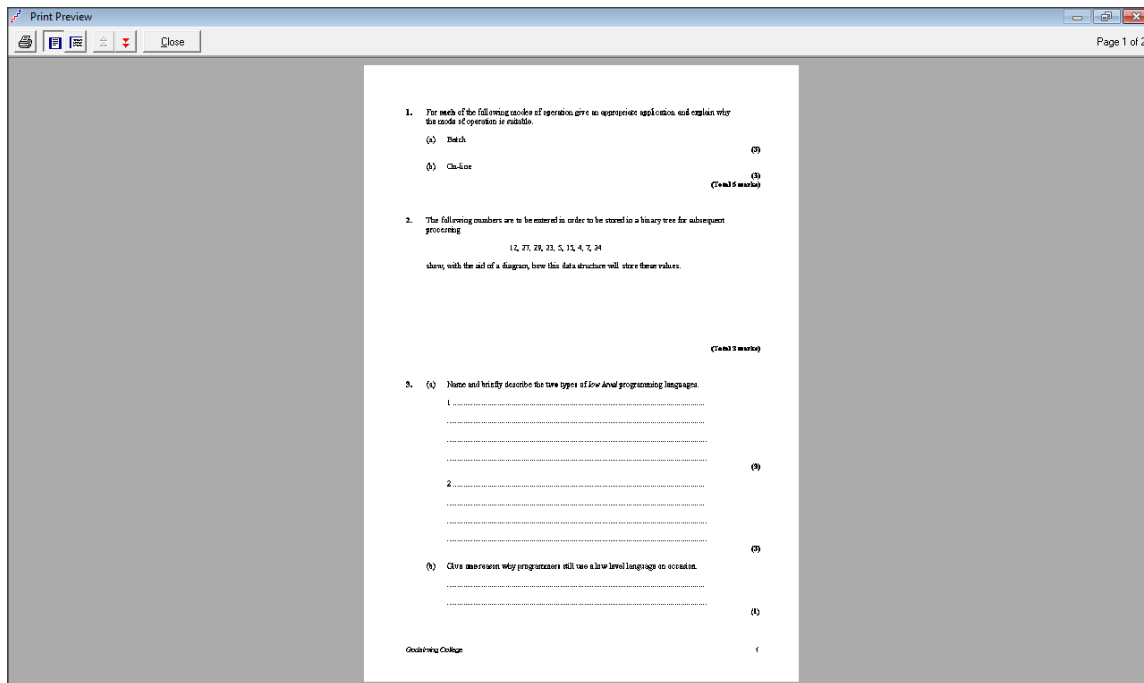 Print Preview
Close
Page 1 of 2
1. For each of the following modes of operation give an appropriate application and explain why
the mode of operation is suitable.
(a) Batch
(3)
(b) On-line
(3)
(Total 6 marks)
2. The following numbers are to be entered in order to be stored in a binary tree for subsequent
processing
12, 27, 29, 23, 5, 15, 4, 7, 24
show, with the aid of a diagram, how this data structure will store these values.
(Total 3 marks)
3. (a) Name and briefly describe the two types of low level programming languages.
1 ..........................................................................................
..........................................................................................
..........................................................................................
..........................................................................................
(3)
2 ..........................................................................................
..........................................................................................
..........................................................................................
..........................................................................................
(3)
(b) Give one reason why programmers still use a low level language on occasion.
..........................................................................................
..........................................................................................
(1)
Godalming College 1